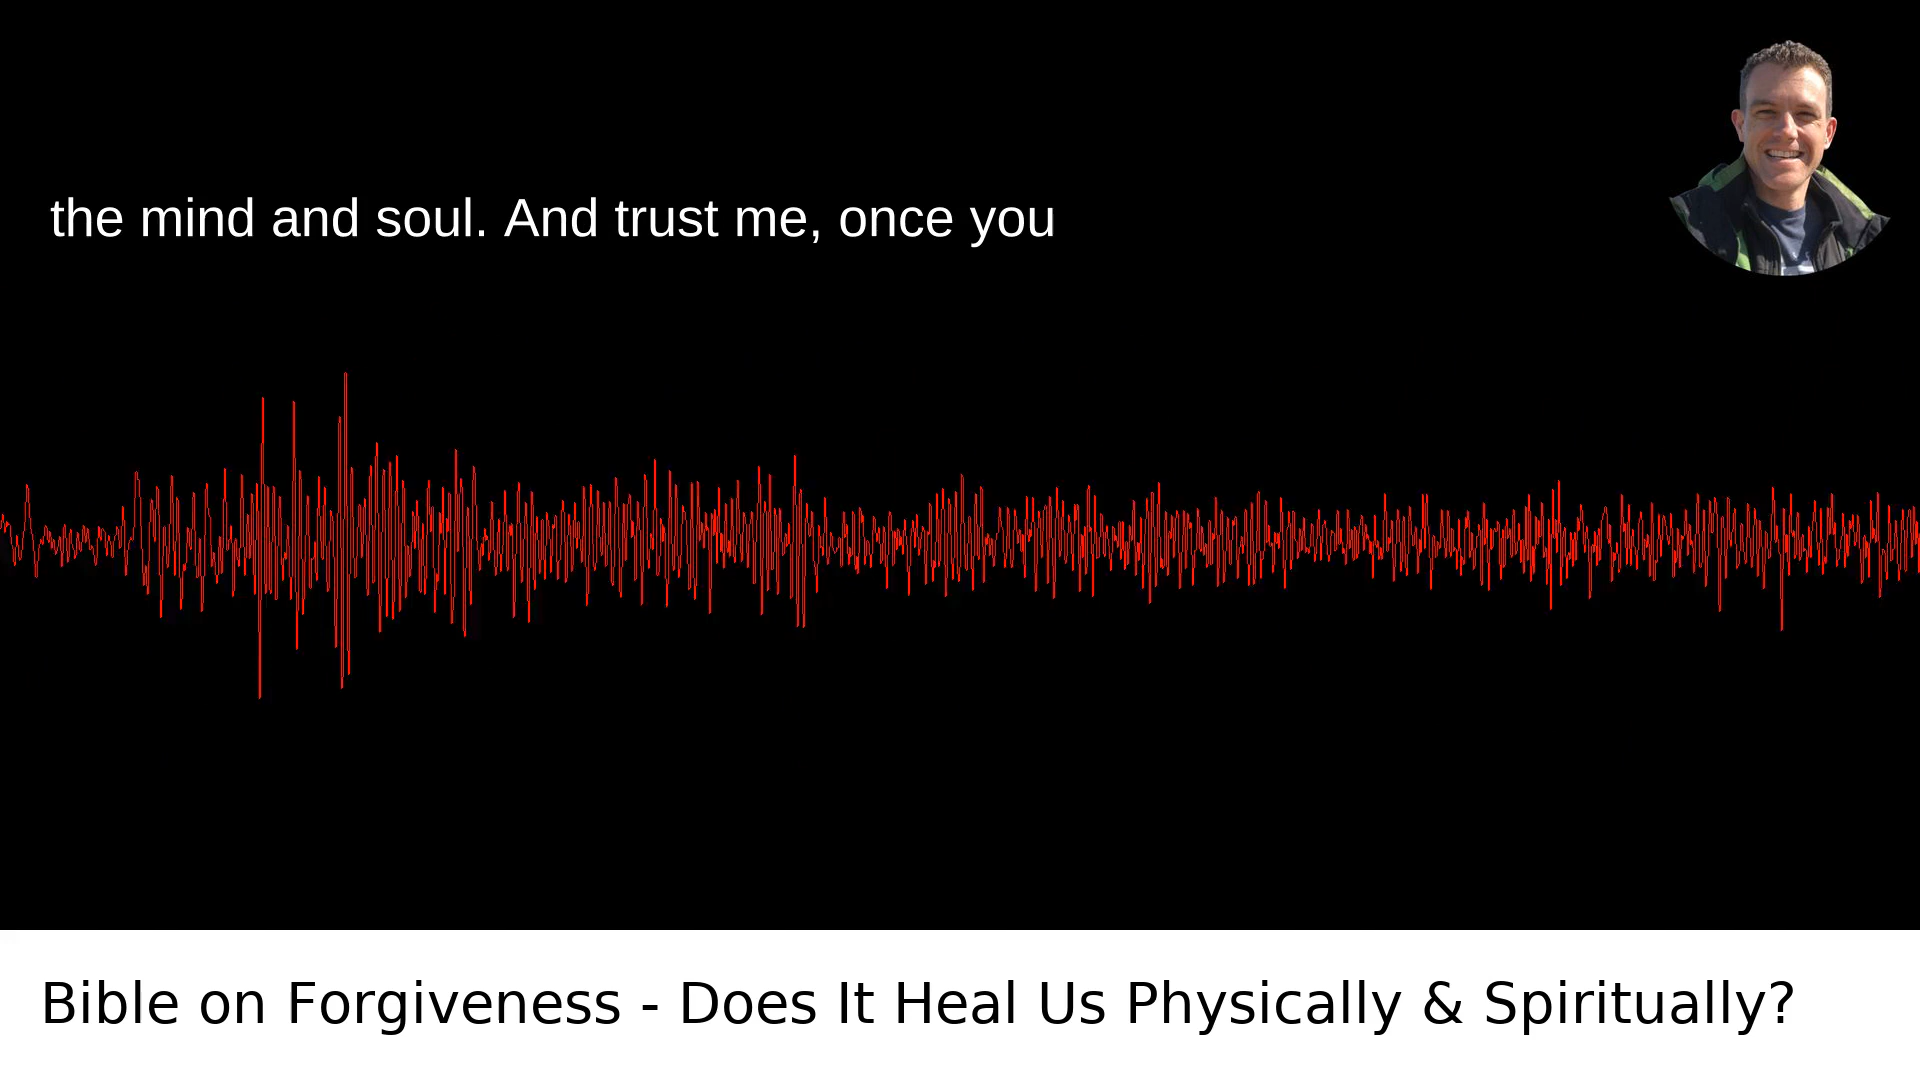 the mind and soul. And trust me, once you
Bible on Forgiveness - Does It Heal Us Physically & Spiritually?